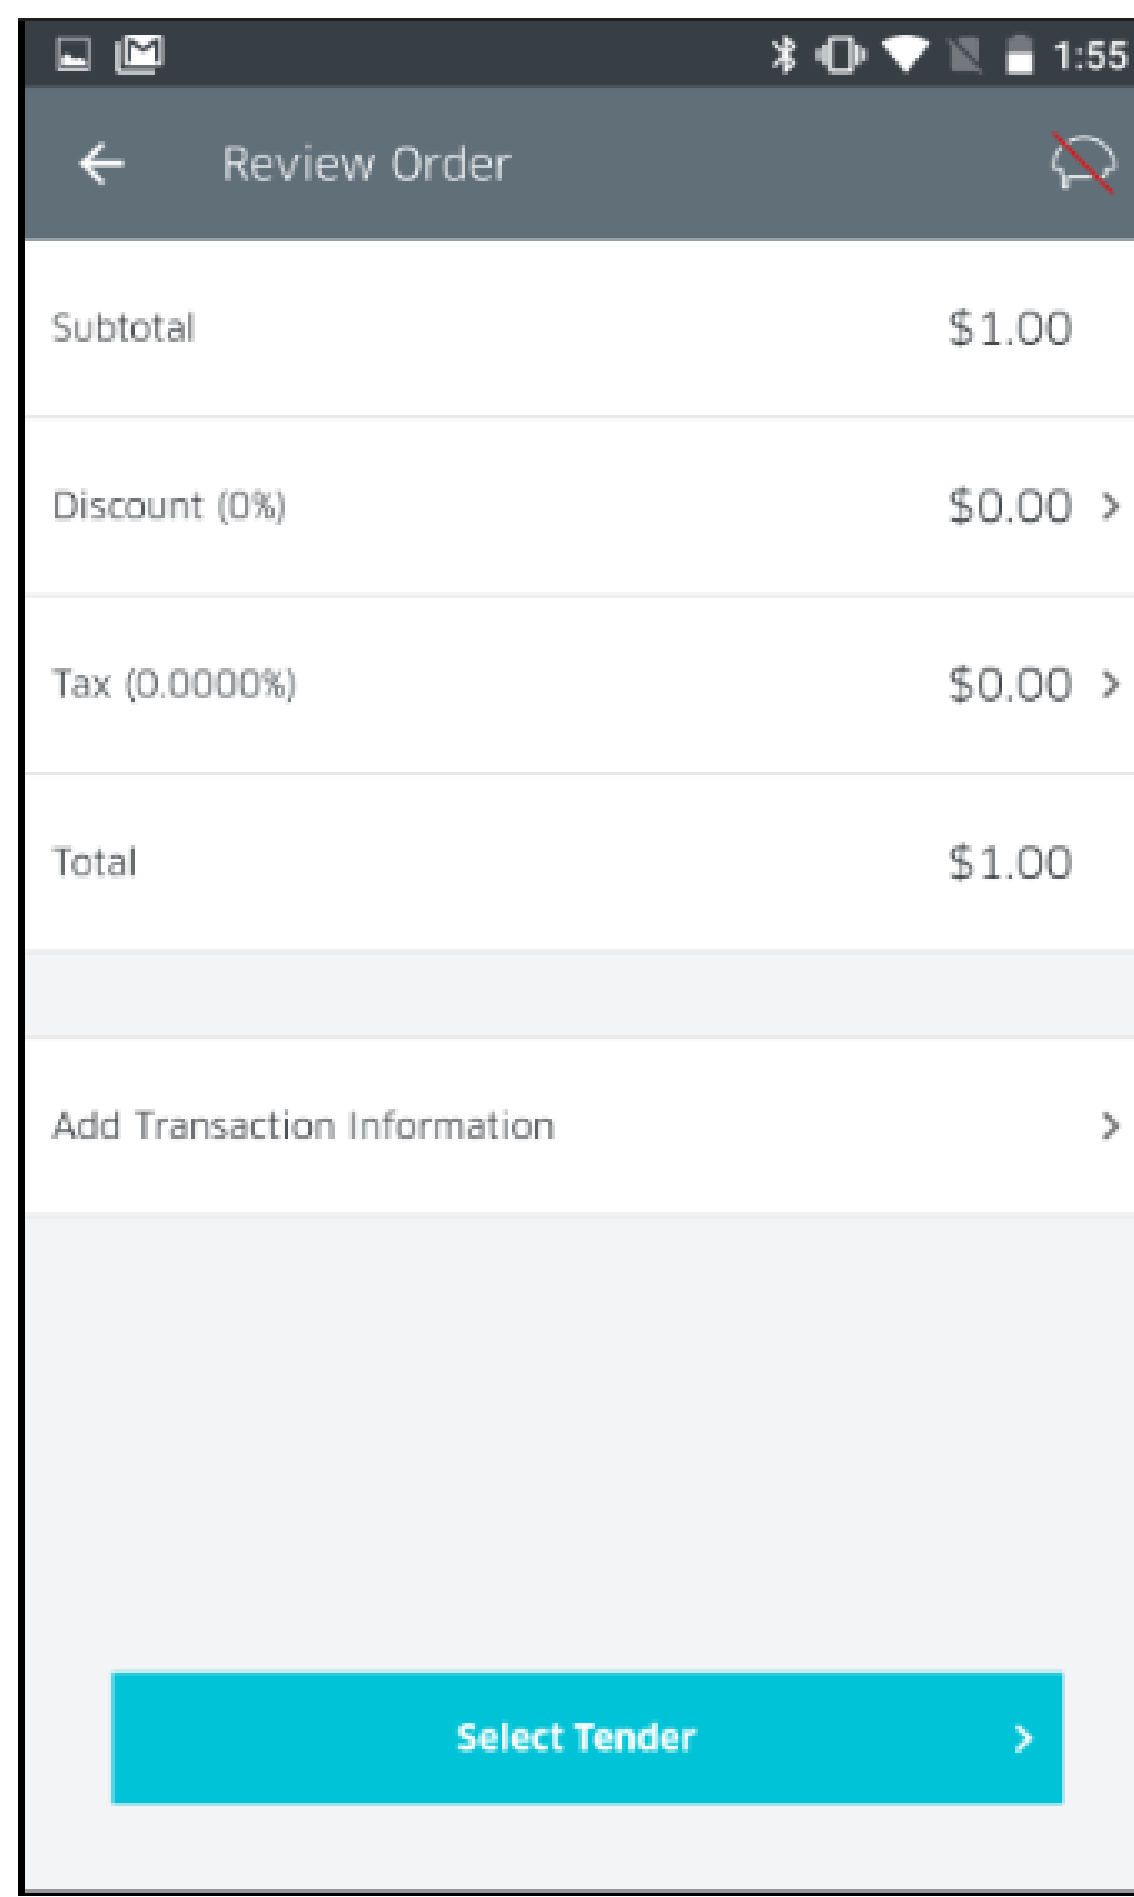 1:55
Review Order
Subtotal $1.00
Discount (0%) $0.00
Tax (0.0000%) $0.00
Total $1.00
Add Transaction Information
Select Tender